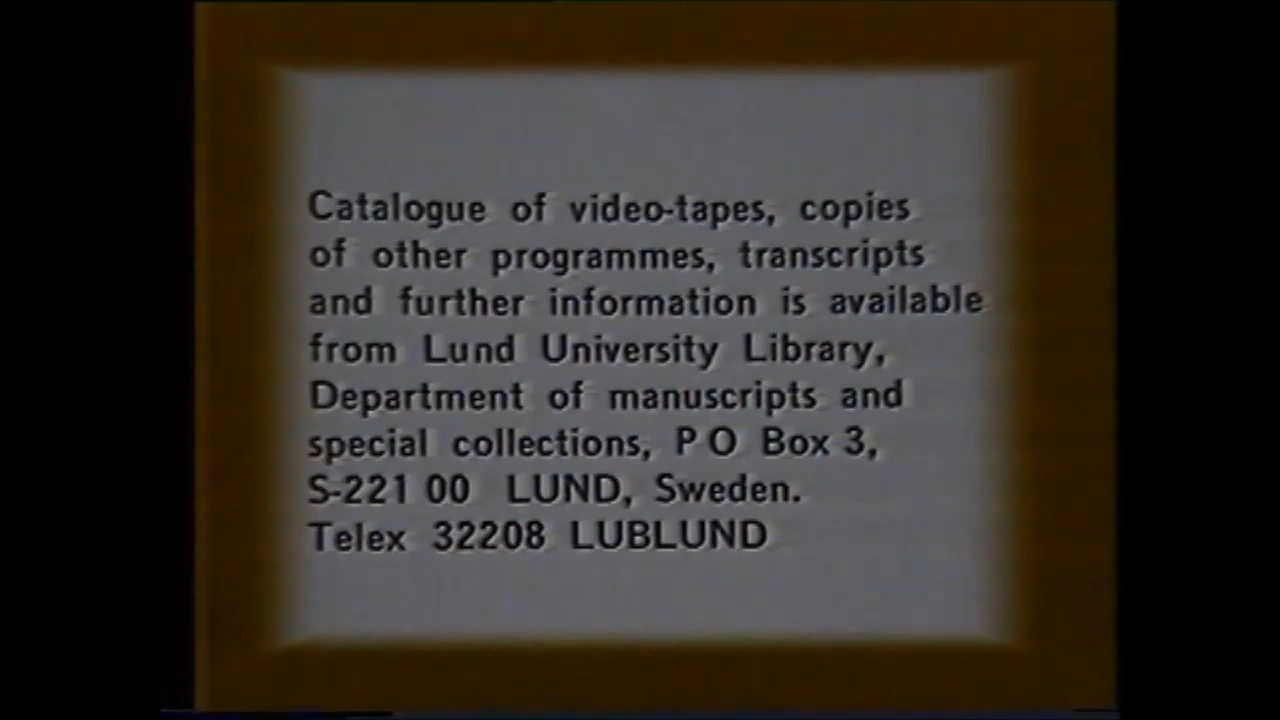 Catalogue of video-tapes, copies
of other programmes, transcripts
and further information is available
from Lund University Library,
Department of manuscripts and
special collections, P O Box 3,
S-221 00 LUND, Sweden.
Telex 32208 LUBLUND